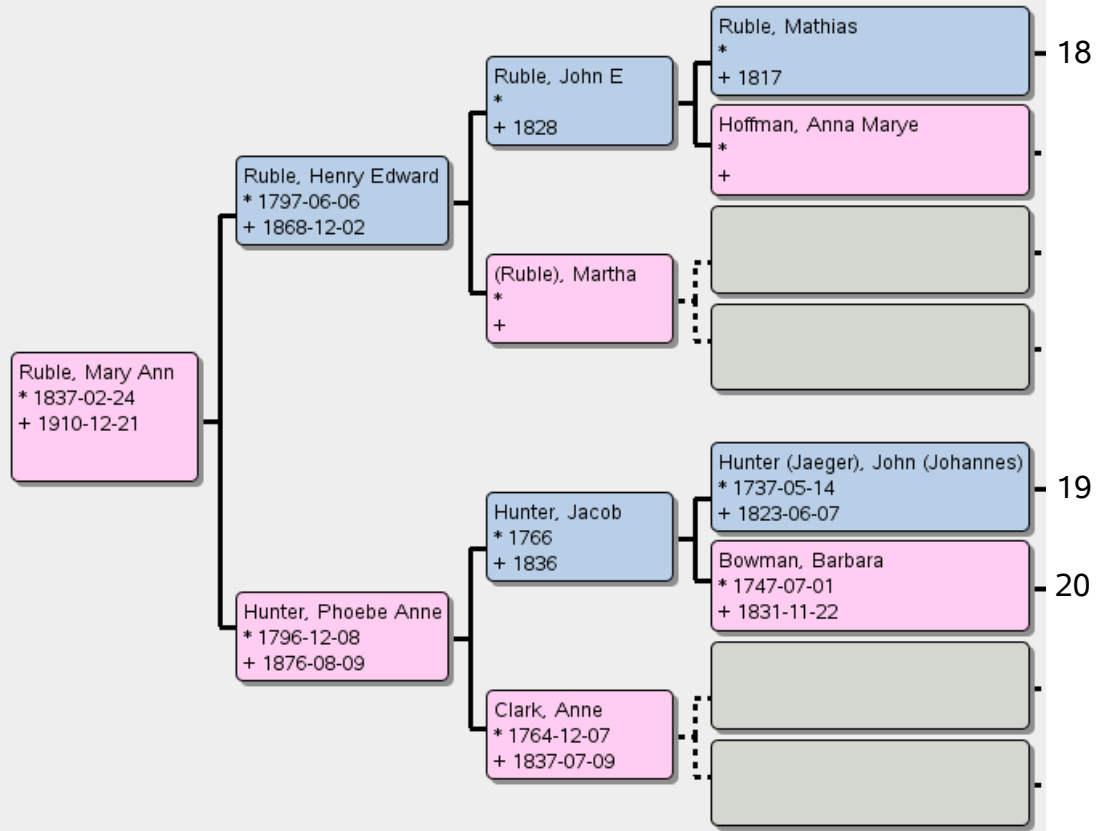 Ruble, Mathias
*
+ 1817
18
Ruble, John E
*
+ 1828
Hoffman, Anna Marye
*
+
Ruble, Henry Edward
* 1797-06-06
+ 1868-12-02
(Ruble), Martha
*
+
Ruble, Mary Ann
* 1837-02-24
+ 1910-12-21
Hunter (Jaeger), John (Johannes)
* 1737-05-14
+ 1823-06-07
19
Hunter, Jacob
* 1766
+ 1836
Bowman, Barbara
* 1747-07-01
+ 1831-11-22
20
Hunter, Phoebe Anne
* 1796-12-08
+ 1876-08-09
Clark, Anne
* 1764-12-07
+ 1837-07-09